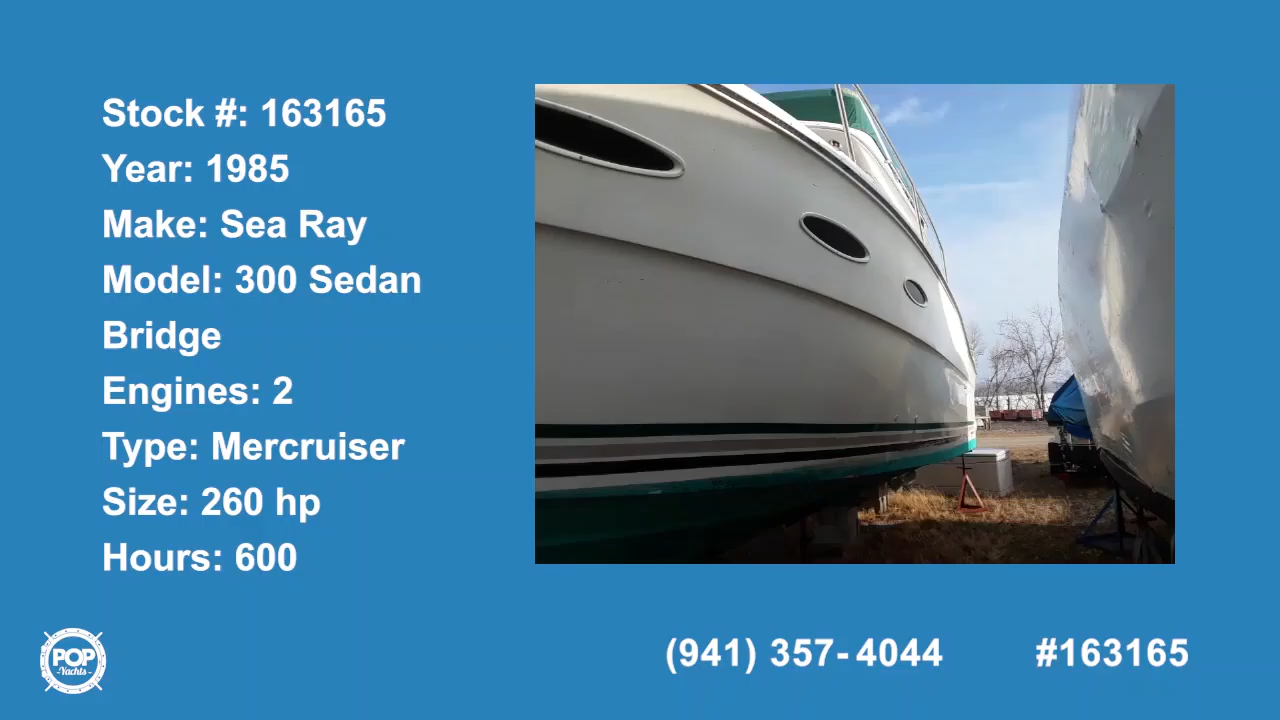 Stock #: 163165
Year: 1985
Make: Sea Ray
Model: 300 Sedan
Bridge
Engines: 2
Type: Mercruiser
Size: 260 hp
Hours: 600
POP
Yachts
(941) 357-4044
#163165